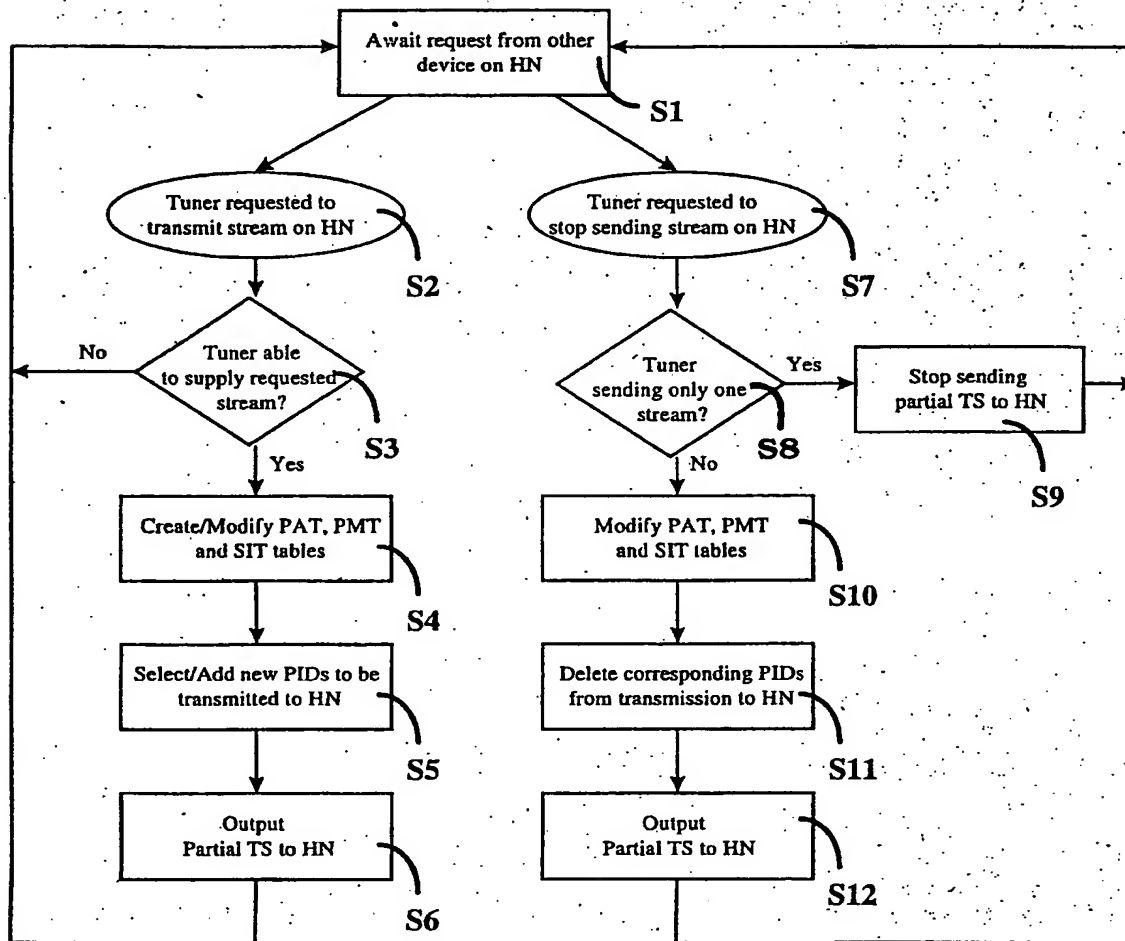 Await request from other
device on HN
S1
Tuner requested to
transmit stream on HN
S2
Tuner requested to
stop sending stream on HN
S7
No
Tuner able
to supply requested
stream?
S3
Yes
Tuner
sending only one
stream?
S8
Yes
Stop sending
partial TS to HN
S9
No
Create/Modify PAT, PMT
and SIT tables
S4
Modify PAT, PMT
and SIT tables
S10
Select/Add new PIDs to be
transmitted to HN
S5
Delete corresponding PIDs
from transmission to HN
S11
Output
Partial TS to HN
S6
Output
Partial TS to HN
S12